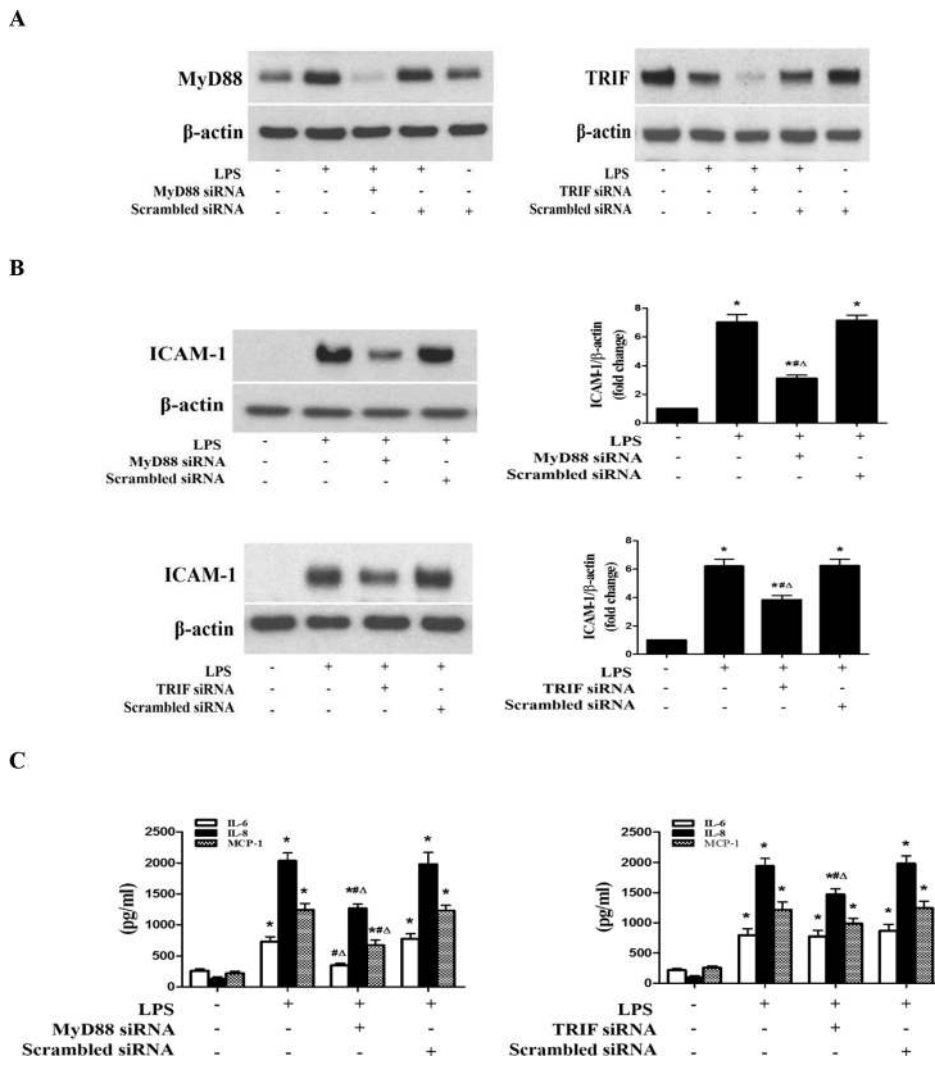 A
MyD88
β-actin
LPS - + + + -
MyD88 siRNA - - + - -
Scrambled siRNA - - - + +
TRIF
β-actin
LPS - + + + -
TRIF siRNA - - + - -
Scrambled siRNA - - - + +
B
ICAM-1
β-actin
LPS - + + +
MyD88 siRNA - - + -
Scrambled siRNA - - - +
ICAM-1/β-actin
(fold change)
8
6
4
2
0
* *#Δ *
LPS - + + +
MyD88 siRNA - - + -
Scrambled siRNA - - - +
ICAM-1
β-actin
LPS - + + +
TRIF siRNA - - + -
Scrambled siRNA - - - +
ICAM-1/β-actin
(fold change)
8
6
4
2
0
* *#Δ *
LPS - + + +
TRIF siRNA - - + -
Scrambled siRNA - - - +
C
IL-6
IL-8
MCP-1
(pg/ml)
2500
2000
1500
1000
500
0
* * * #Δ *#Δ *#Δ * * *
LPS - + + +
MyD88 siRNA - - + -
Scrambled siRNA - - - +
IL-6
IL-8
MCP-1
(pg/ml)
2500
2000
1500
1000
500
0
* * * * *#Δ * * * *
LPS - + + +
TRIF siRNA - - + -
Scrambled siRNA - - - +